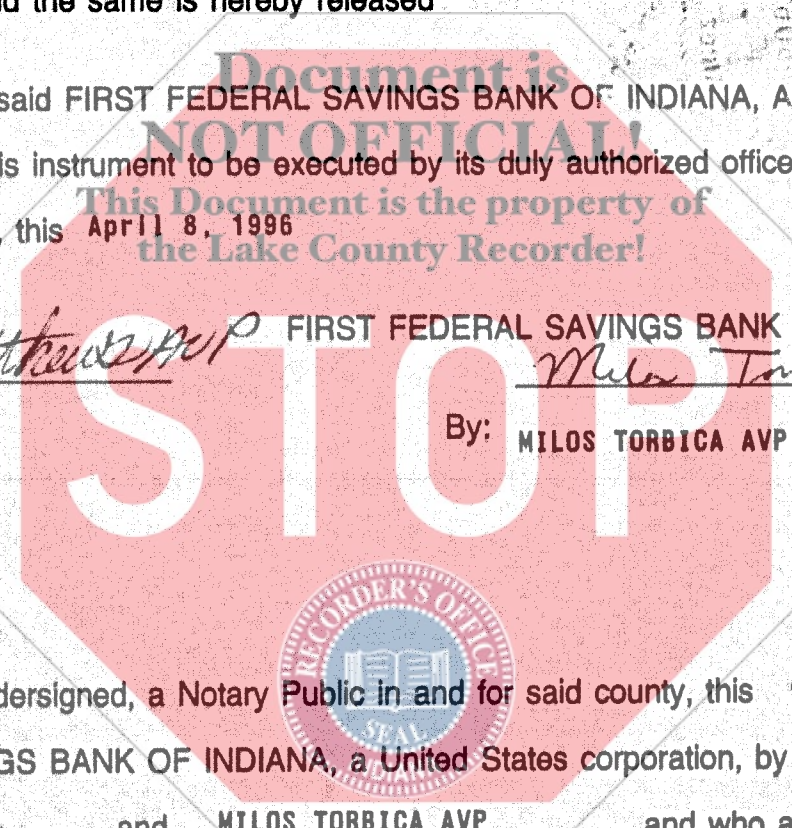 d the same is hereby released
said FIRST FEDERAL SAVINGS BANK OF INDIANA, A
is instrument to be executed by its duly authorized office
, this April 8, 1996
Document is
NOT OFFICIAL!
This Document is the property of
the Lake County Recorder!
STOP
AVP FIRST FEDERAL SAVINGS BANK
Milos Tor
By: MILOS TORBICA AVP
RECORDER'S OFFICE
SEAL
INDIANA
dersigned, a Notary Public in and for said county, this
GS BANK OF INDIANA, a United States corporation, by
and MILOS TORBICA AVP and who a